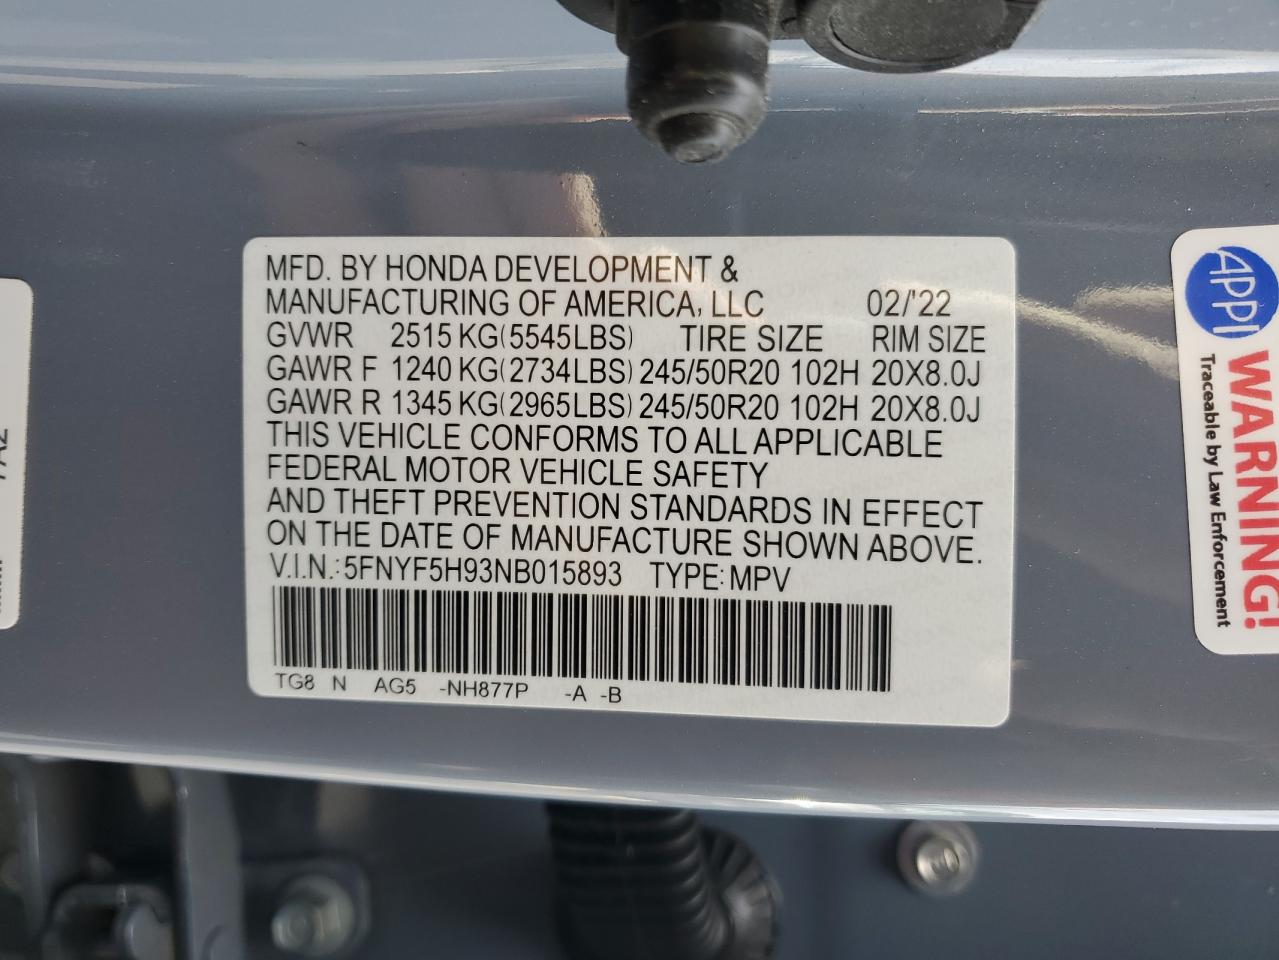 MFD. BY HONDA DEVELOPMENT &
MANUFACTURING OF AMERICA, LLC 02/'22
GVWR 2515 KG(5545LBS) TIRE SIZE RIM SIZE
GAWR F 1240 KG(2734LBS) 245/50R20 102H 20X8.0J
GAWR R 1345 KG(2965LBS) 245/50R20 102H 20X8.0J
THIS VEHICLE CONFORMS TO ALL APPLICABLE
FEDERAL MOTOR VEHICLE SAFETY
AND THEFT PREVENTION STANDARDS IN EFFECT
ON THE DATE OF MANUFACTURE SHOWN ABOVE.
V.I.N.:5FNYF5H93NB015893 TYPE:MPV
TG8 N AG5 -NH877P -A -B
APPI
WARNING!
Traceable by Law Enforcement